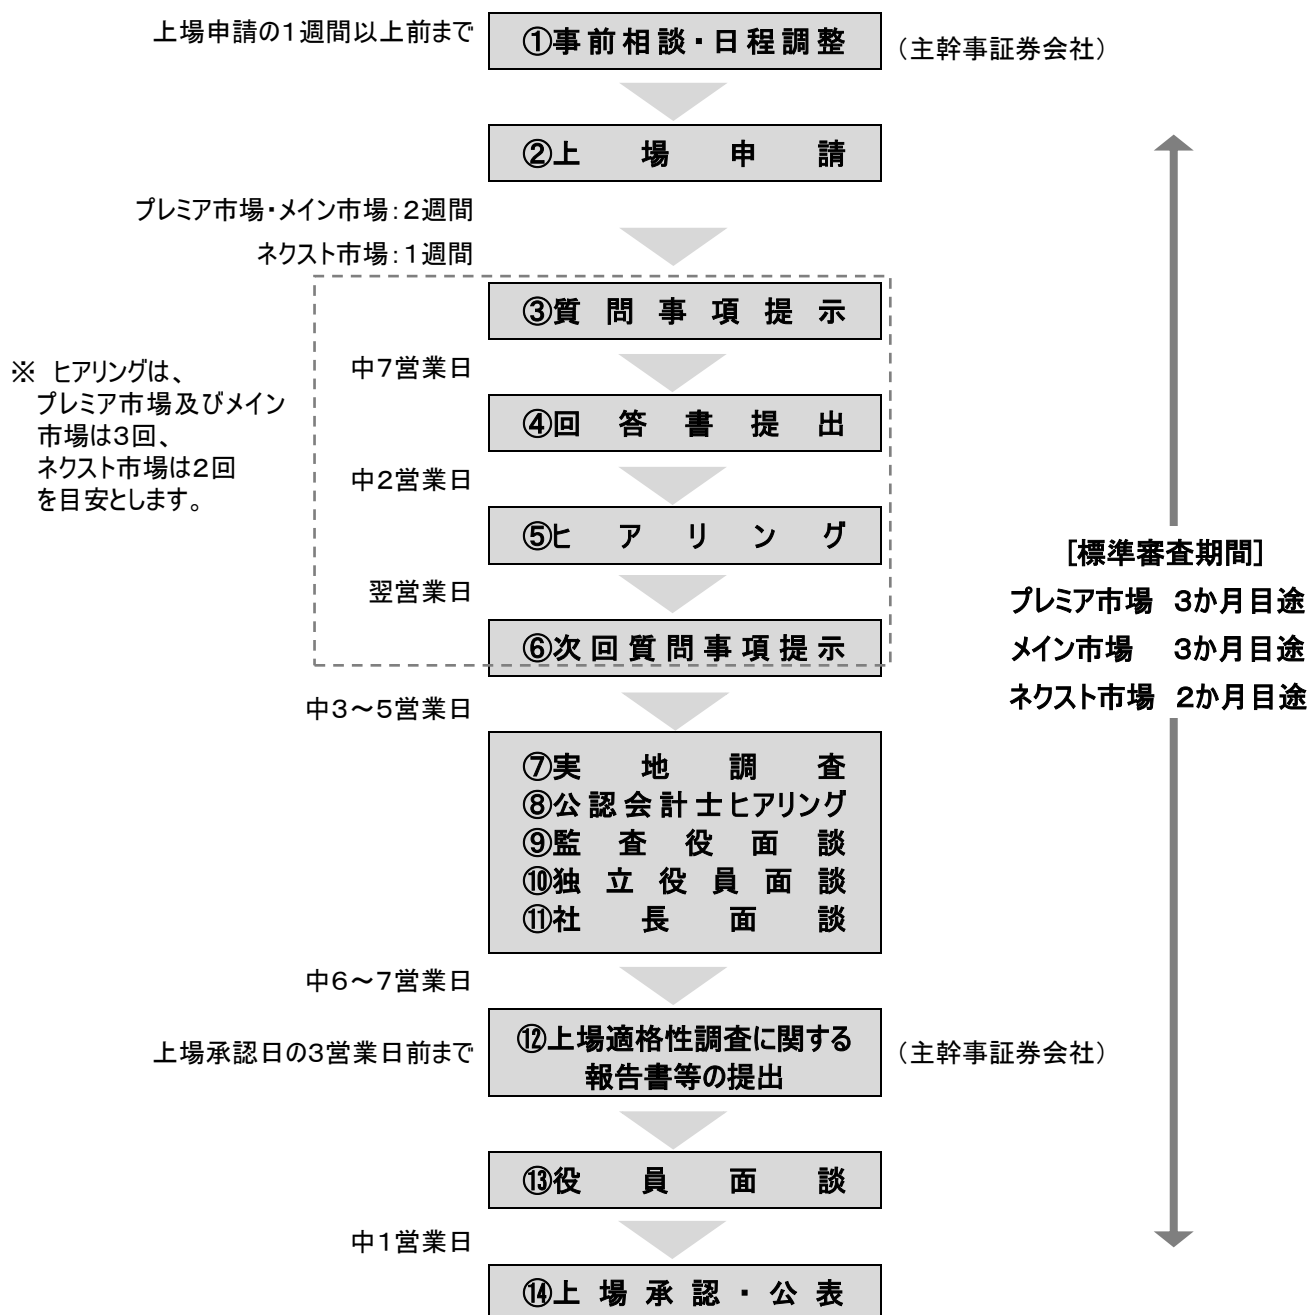 上場申請の1週間以上前まで
①事前相談・日程調整
（主幹事証券会社）
②上場申請
プレミア市場・メイン市場：２週間
ネクスト市場：１週間
③質問事項提示
中７営業日
※　ヒアリングは、
プレミア市場及びメイン
市場は３回、
ネクスト市場は２回
を目安とします。
④回答書提出
中２営業日
⑤ヒアリング
翌営業日
⑥次回質問事項提示
[標準審査期間]
プレミア市場　３か月目途
メイン市場　３か月目途
ネクスト市場　２か月目途
中３～５営業日
⑦実地調査
⑧公認会計士ヒアリング
⑨監査役面談
⑩独立役員面談
⑪社長面談
中６～７営業日
上場承認日の３営業日前まで
⑫上場適格性調査に関する
報告書等の提出
（主幹事証券会社）
⑬役員面談
中１営業日
⑭上場承認・公表